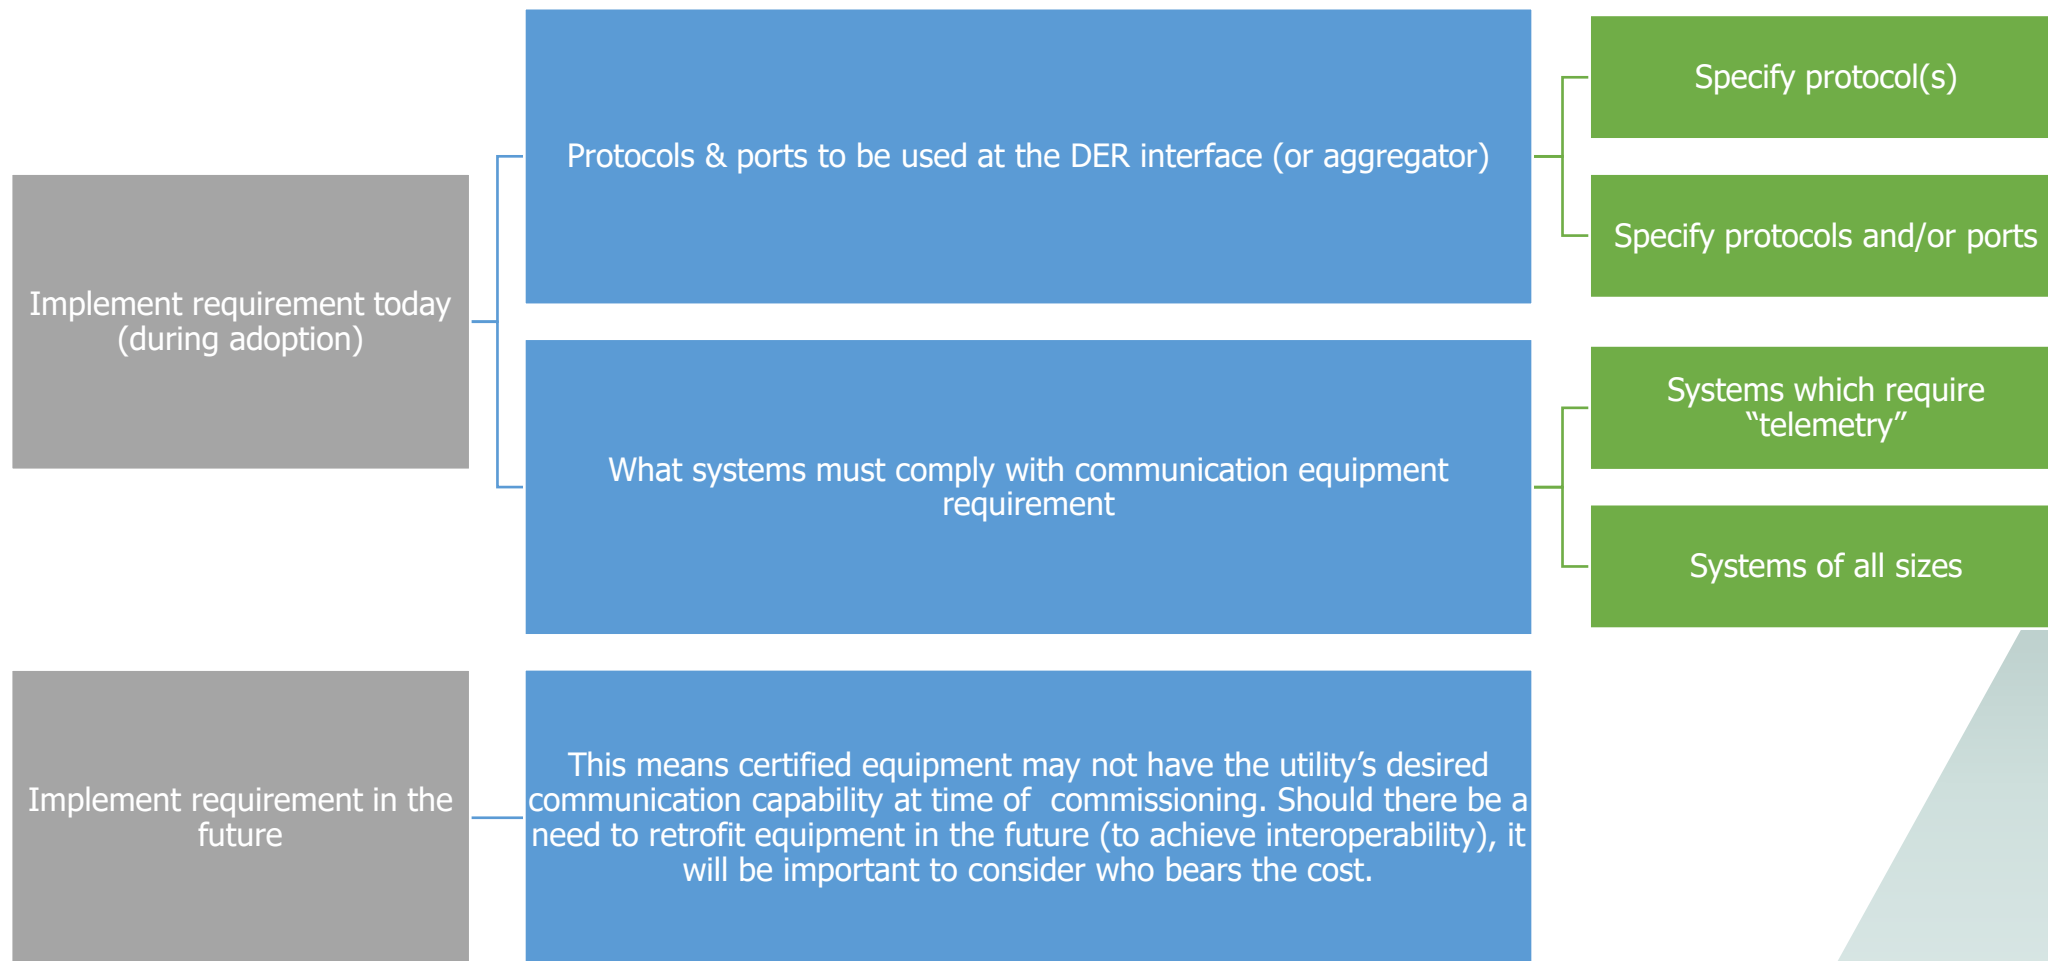 Implement requirement today
(during adoption)
Protocols & ports to be used at the DER interface (or aggregator)
Specify protocol(s)
Specify protocols and/or ports
What systems must comply with communication equipment
requirement
Systems which require
“telemetry”
Systems of all sizes
Implement requirement in the
future
This means certified equipment may not have the utility’s desired
communication capability at time of  commissioning. Should there be a
need to retrofit equipment in the future (to achieve interoperability), it
will be important to consider who bears the cost.